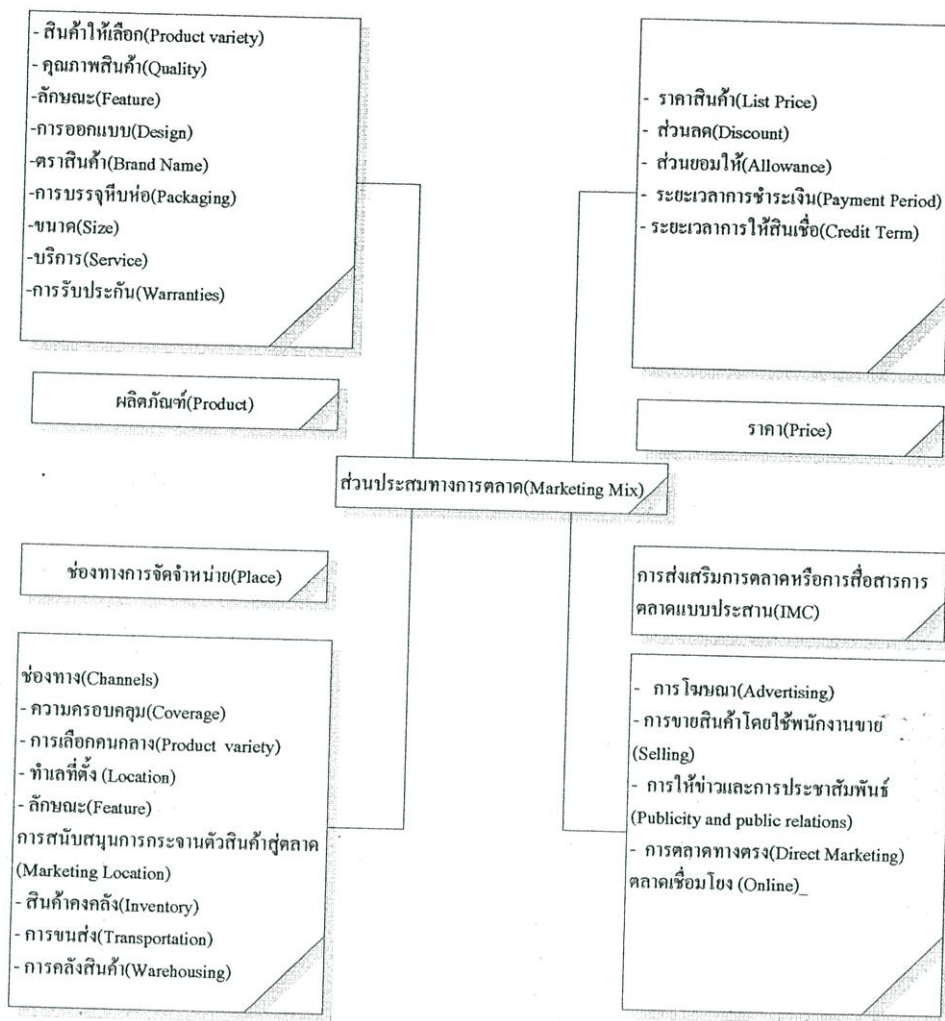 - สินค้าให้เลือก(Product variety)
- คุณภาพสินค้า(Quality)
-ลักษณะ(Feature)
-การออกแบบ(Design)
-ตราสินค้า(Brand Name)
-การบรรจุหีบห่อ(Packaging)
-ขนาด(Size)
-บริการ(Service)
-การรับประกัน(Warranties)
ผลิตภัณฑ์(Product)
- ราคาสินค้า(List Price)
- ส่วนลด(Discount)
- ส่วนยอมให้(Allowance)
- ระยะเวลาการชำระเงิน(Payment Period)
- ระยะเวลาการให้สินเชื่อ(Credit Term)
ราคา(Price)
ส่วนประสมทางการตลาด(Marketing Mix)
ช่องทางการจัดจำหน่าย(Place)
ช่องทาง(Channels)
- ความครอบคลุม(Coverage)
- การเลือกคนกลาง(Product variety)
- ทำเลที่ตั้ง (Location)
- ลักษณะ(Feature)
การสนับสนุนการกระจายตัวสินค้าสู่ตลาด
(Marketing Location)
- สินค้าคงคลัง(Inventory)
- การขนส่ง(Transportation)
- การคลังสินค้า(Warehousing)
การส่งเสริมการตลาดหรือการสื่อสารการ
ตลาดแบบประสาน(IMC)
- การโฆษณา(Advertising)
- การขายสินค้าโดยใช้พนักงานขาย
(Selling)
- การให้ข่าวและการประชาสัมพันธ์
(Publicity and public relations)
- การตลาดทางตรง(Direct Marketing)
ตลาดเชื่อมโยง (Online)_